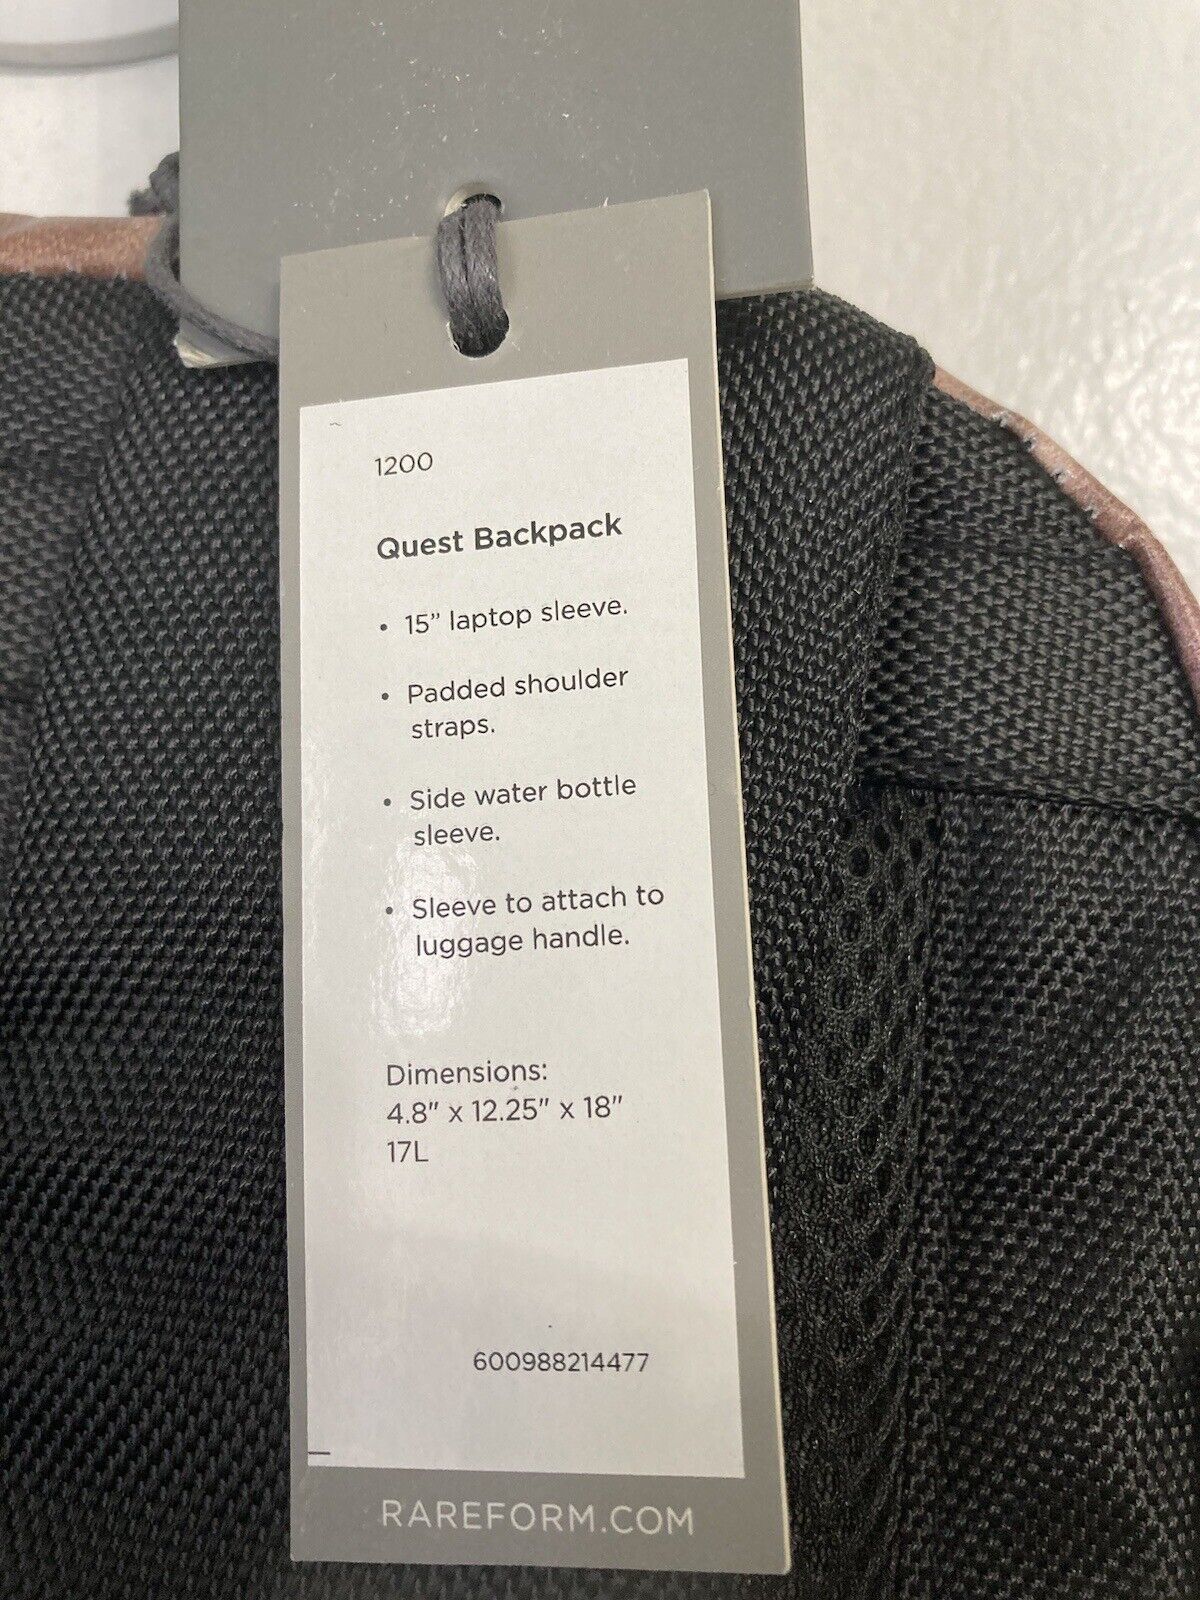 1200
Quest Backpack
• 15” laptop sleeve.
• Padded shoulder
straps.
• Side water bottle
sleeve.
• Sleeve to attach to
luggage handle.
Dimensions:
4.8" x 12.25" x 18"
17L
600988214477
RAREFORM.COM